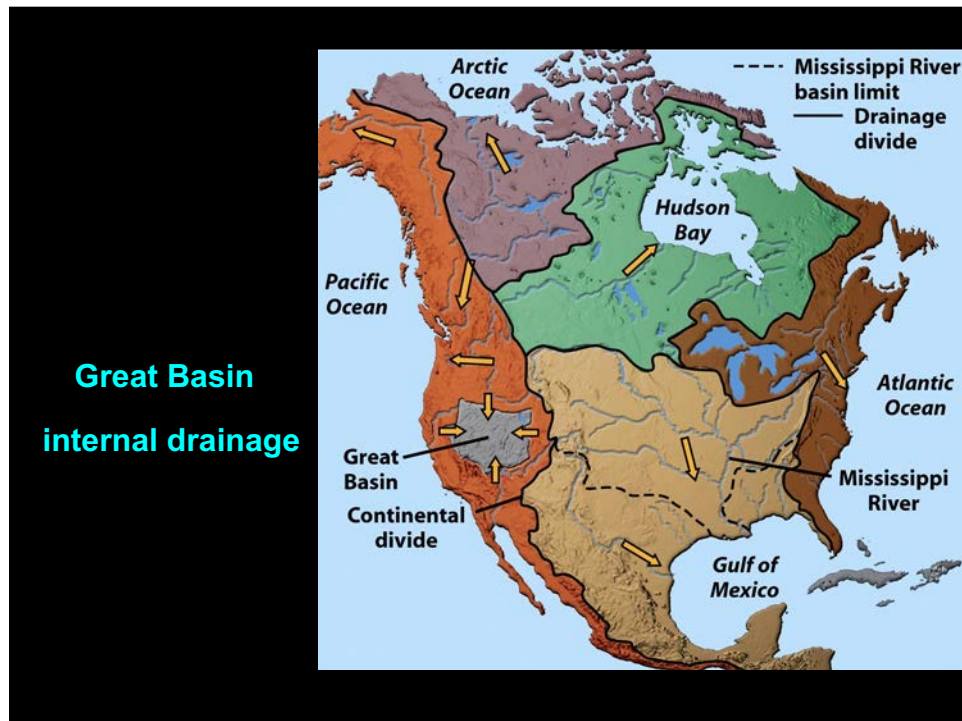 Great Basin
internal drainage
Arctic
Ocean
Mississippi River
basin limit
Drainage
divide
Hudson
Bay
Pacific
Ocean
Atlantic
Ocean
Great
Basin
Mississippi
River
Continental
divide
Gulf of
Mexico